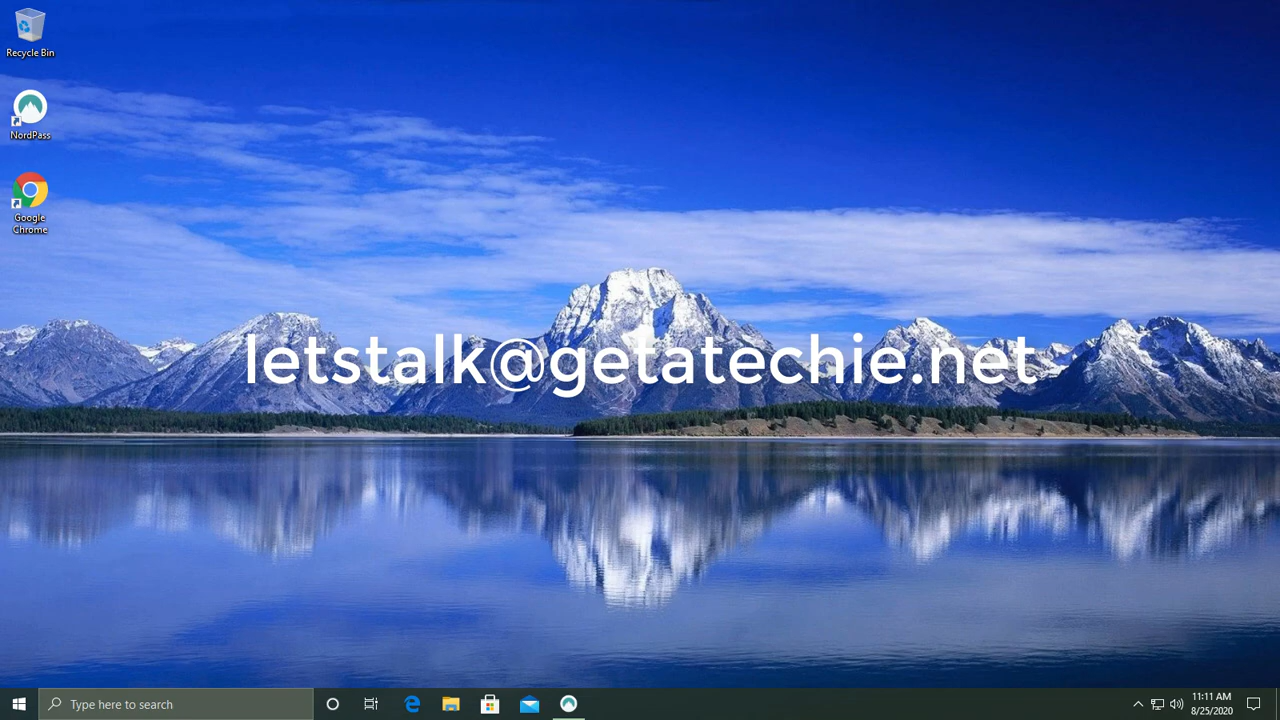 Recycle Bin
NordPass
Google
Chrome
letstalk@getatechie.net
Type here to search
11:11 AM
8/25/2020